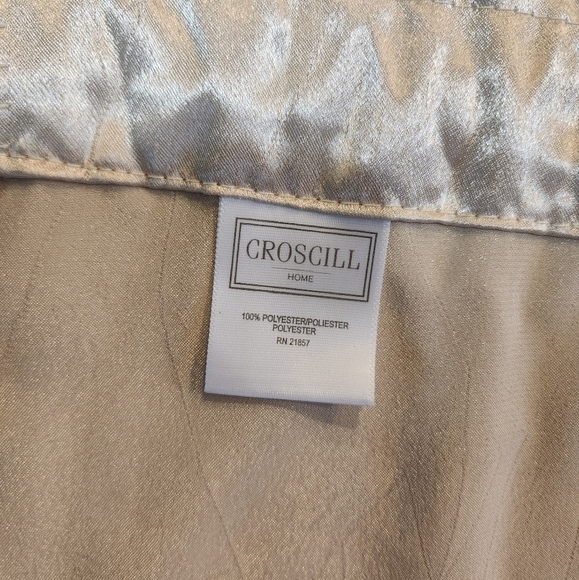 CROSCILL
HOME
100% POLYESTER/POLIESTER
POLYESTER
RN 21857